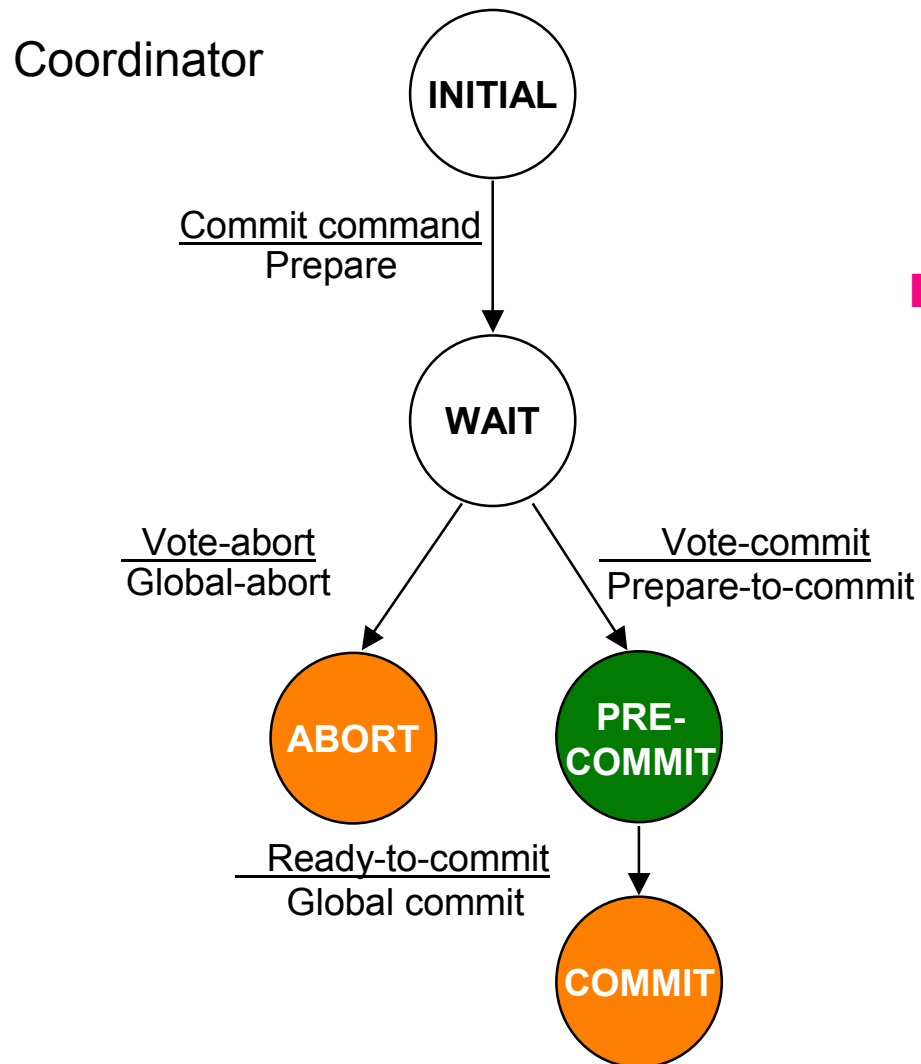 Coordinator
INITIAL
Commit command
Prepare
WAIT
Vote-abort
Global-abort
Vote-commit
Prepare-to-commit
ABORT
PRE-
COMMIT
Ready-to-commit
Global commit
COMMIT